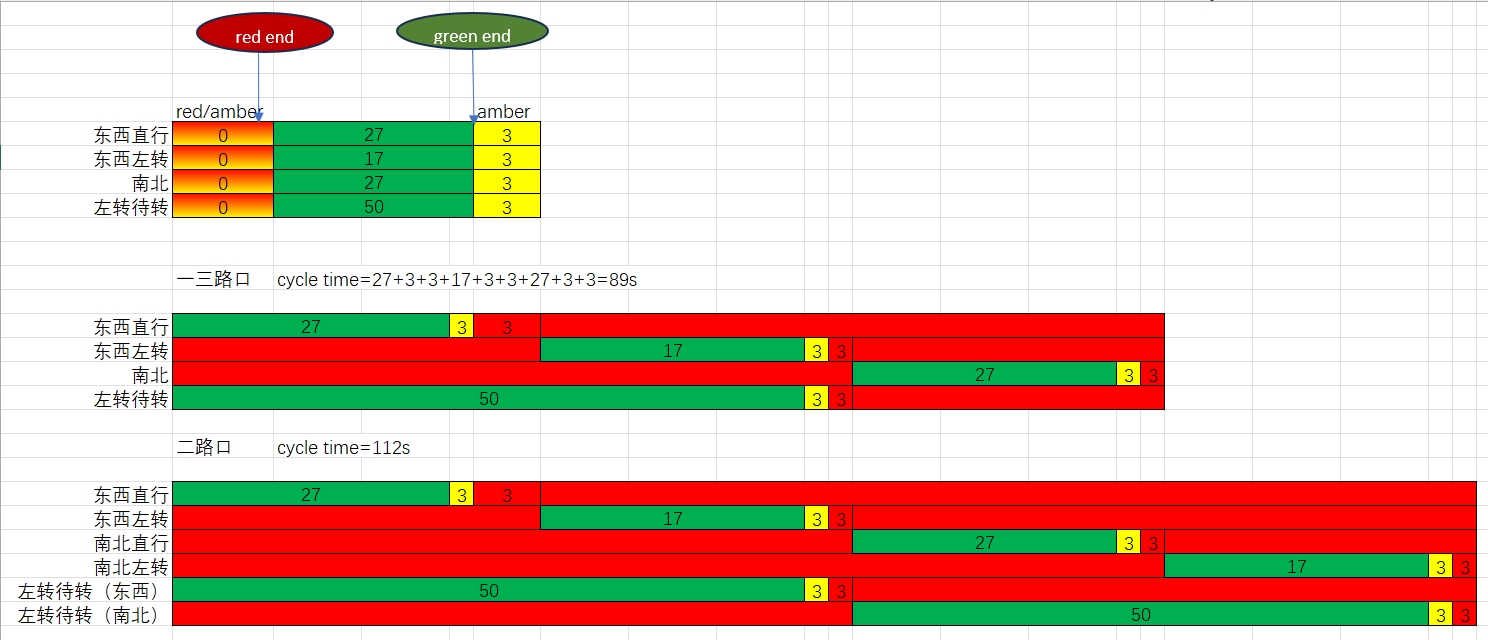 red end green end
red/amber amber
东西直行 0 27 3
东西左转 0 17 3
南北 0 27 3
左转待转 0 50 3
一三路口 cycle time=27+3+3+17+3+3+27+3+3=89s
东西直行 27 3 3
东西左转 17 3 3
南北 27 3 3
左转待转 50 3 3
二路口 cycle time=112s
东西直行 27 3 3
东西左转 17 3 3
南北直行 27 3 3
南北左转 17 3 3
左转待转（东西） 50 3 3
左转待转（南北） 50 3 3